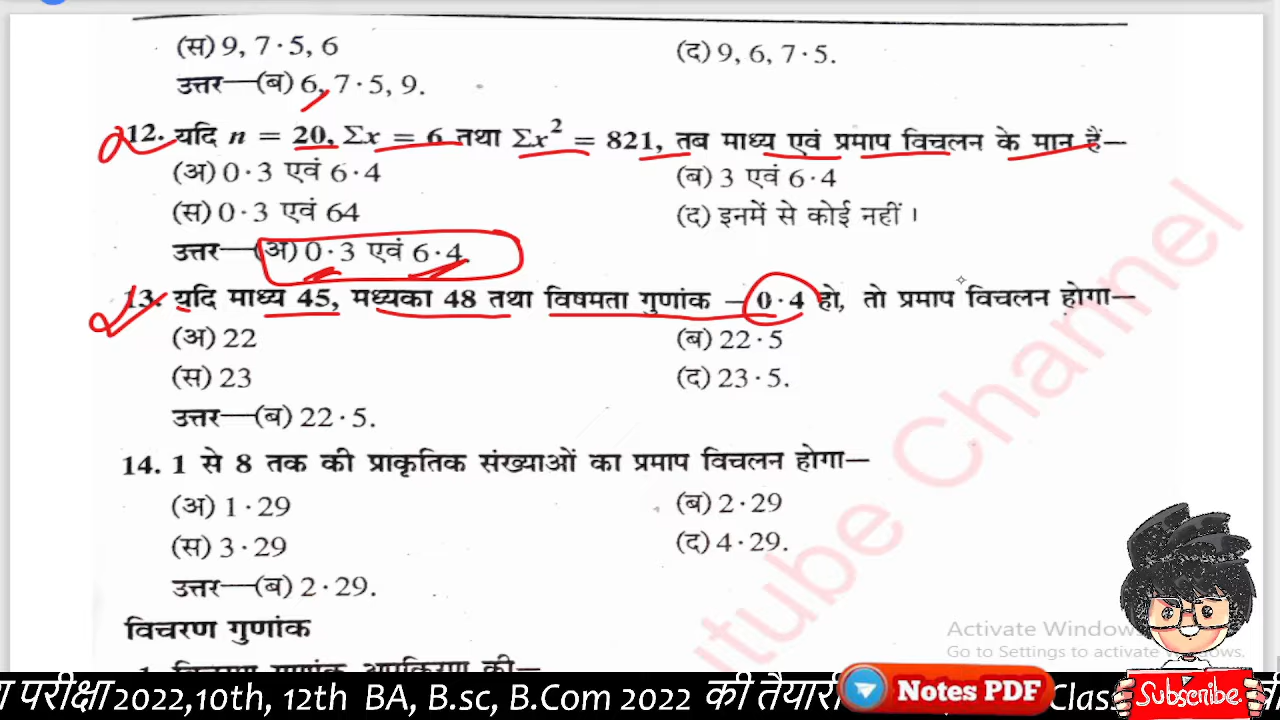 (स) 9, 7·5, 6 (द) 9, 6, 7·5.
उत्तर—(ब) 6, 7·5, 9.
12. यदि n = 20, Σx = 6 तथा Σx² = 821, तब माध्य एवं प्रमाप विचलन के मान हैं—
(अ) 0·3 एवं 6·4 (ब) 3 एवं 6·4
(स) 0·3 एवं 64 (द) इनमें से कोई नहीं।
उत्तर—(अ) 0·3 एवं 6·4.
13. यदि माध्य 45, मध्यका 48 तथा विषमता गुणांक – 0·4 हो, तो प्रमाप विचलन होगा—
(अ) 22 (ब) 22·5
(स) 23 (द) 23·5.
उत्तर—(ब) 22·5.
14. 1 से 8 तक की प्राकृतिक संख्याओं का प्रमाप विचलन होगा—
(अ) 1·29 (ब) 2·29
(स) 3·29 (द) 4·29.
उत्तर—(ब) 2·29.
विचरण गुणांक
tube Channel
Activate Windows
Go to Settings to activate Windows.
परीक्षा 2022,10th, 12th BA, B.sc, B.Com 2022 की तैयारी
Notes PDF
Class
Subscribe